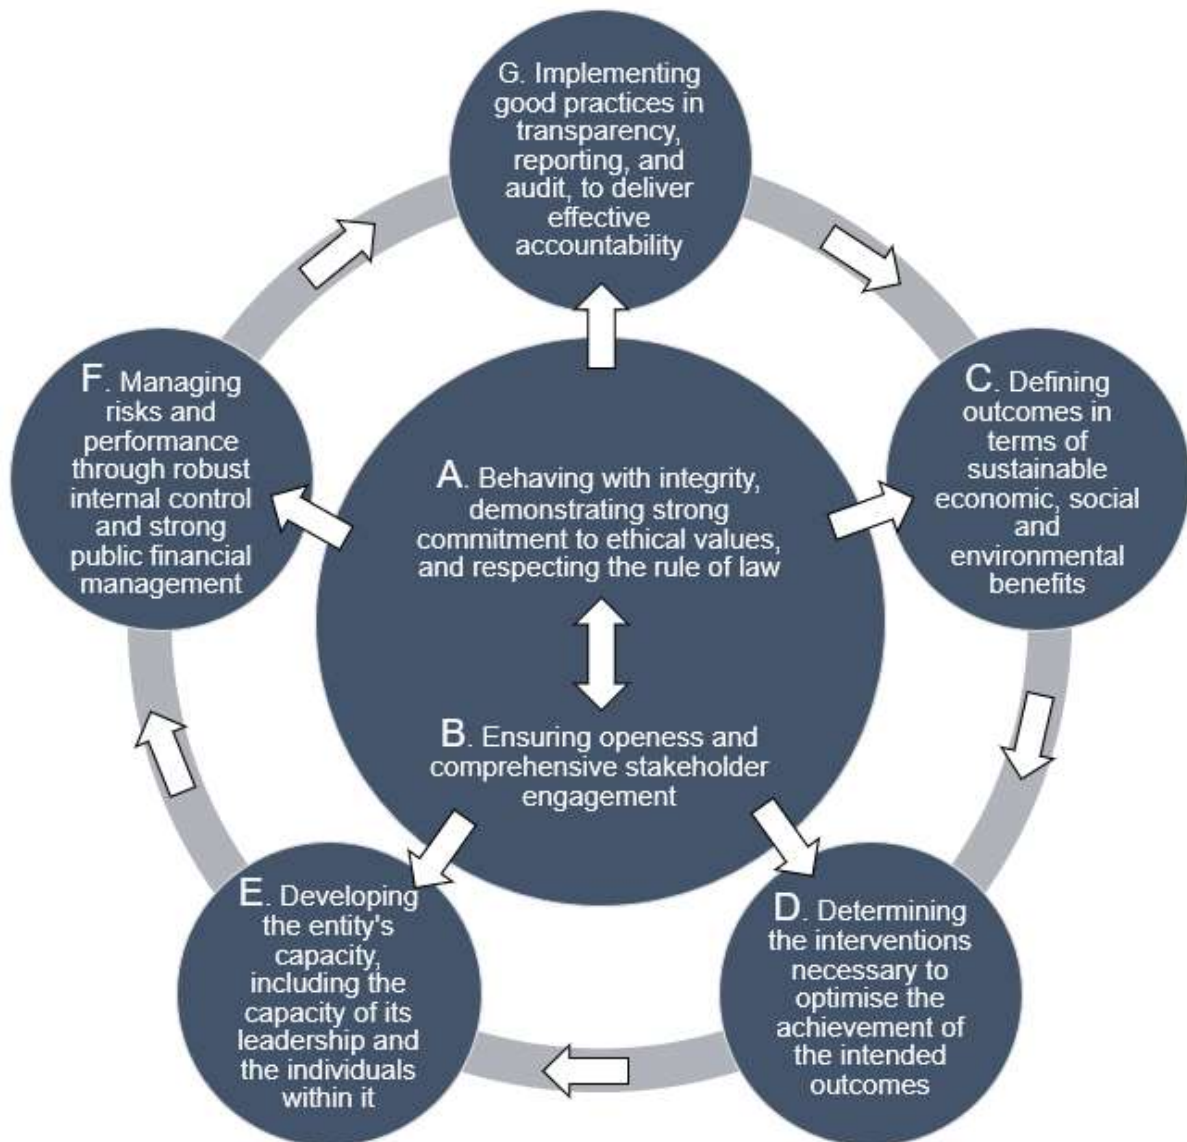 G. Implementing
good practices in
transparency,
reporting, and
audit, to deliver
effective
accountability
F. Managing
risks and
performance
through robust
internal control
and strong
public financial
management
A. Behaving with integrity,
demonstrating strong
commitment to ethical values,
and respecting the rule of law
C. Defining
outcomes in
terms of
sustainable
economic, social
and
environmental
benefits
B. Ensuring openess and
comprehensive stakeholder
engagement
E. Developing
the entity's
capacity,
including the
capacity of its
leadership and
the individuals
within it
D. Determining
the interventions
necessary to
optimise the
achievement of
the intended
outcomes